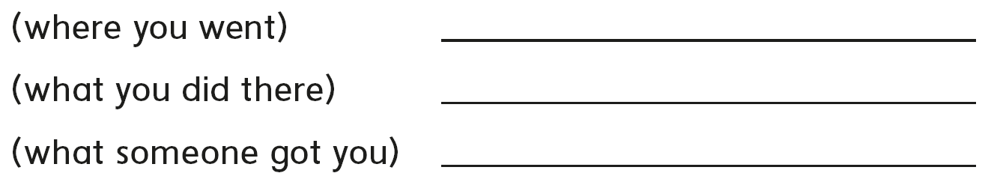 (where you went)
(what you did there)
(what someone got you)